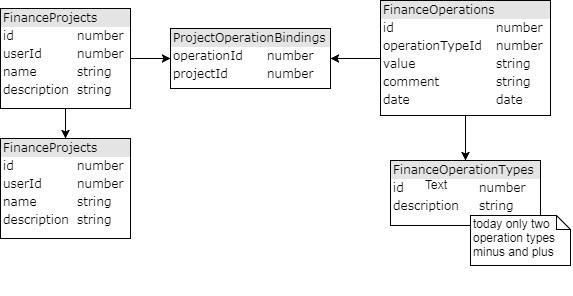 FinanceProjects
id number
userId number
name string
description string
ProjectOperationBindings
operationId number
projectId number
FinanceOperations
id number
operationTypeId number
value string
comment string
date date
FinanceProjects
id number
userId number
name string
description string
FinanceOperationTypes
id Text number
description string
today only two
operation types
minus and plus